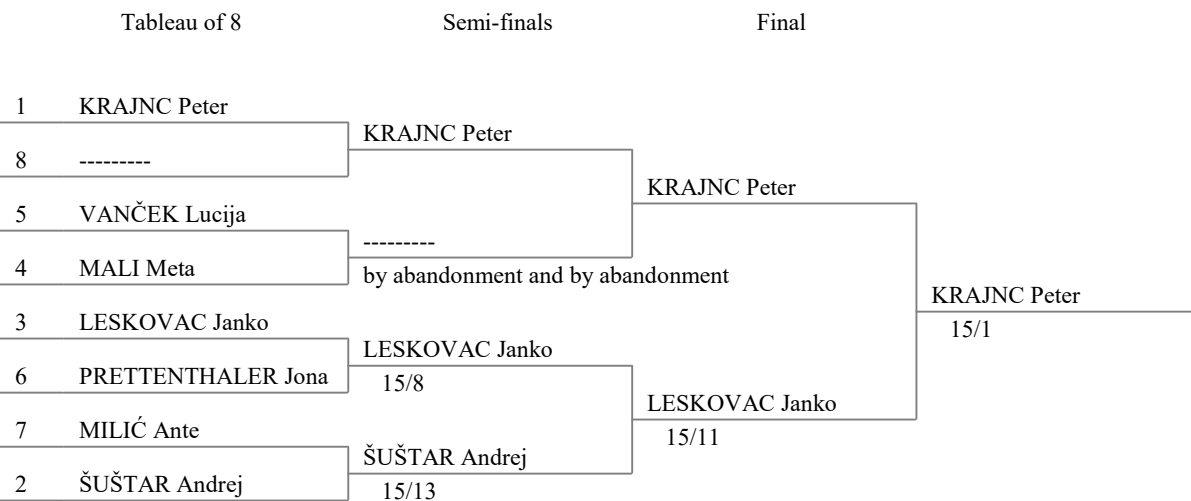 Tableau of 8 Semi-finals Final
1 KRAJNC Peter
KRAJNC Peter
8 ---------
KRAJNC Peter
5 VANČEK Lucija
---------
4 MALI Meta
by abandonment and by abandonment
KRAJNC Peter
3 LESKOVAC Janko
15/1
LESKOVAC Janko
6 PRETTENTHALER Jona
15/8
LESKOVAC Janko
7 MILIĆ Ante
15/11
ŠUŠTAR Andrej
2 ŠUŠTAR Andrej
15/13